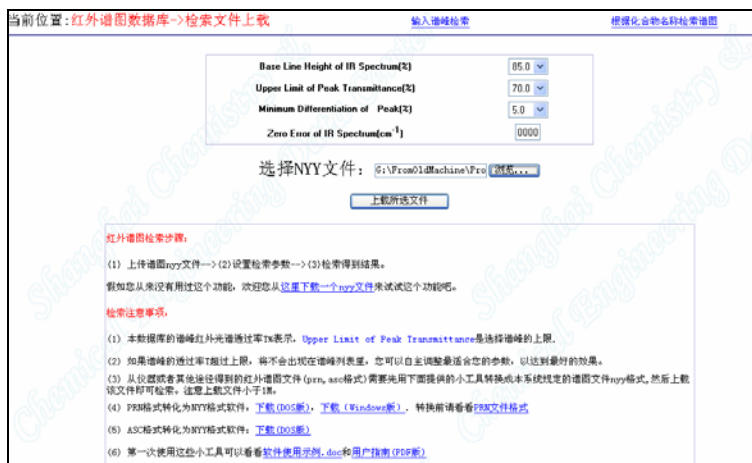 当前位置:红外谱图数据库->检索文件上载 输入谱峰检索 根据化合物名称检索谱图
Base Line Height of IR Spectrum(%) 85.0
Upper Limit of Peak Transmittance(%) 70.0
Minimum Differentiation of Peak(%) 5.0
Zero Error of IR Spectrum(cm-1) 0000
选择NYY文件: G:\FromOldMachine\Pro 浏览...
上载所选文件
红外谱图检索步骤:
(1) 上传谱图nyy文件-->(2)设置检索参数-->(3)检索得到结果。
假如您从来没有用过这个功能，欢迎您从这里下载一个nyy文件来试试这个功能吧。
检索注意事项:
(1) 本数据库的谱峰红外光谱透过率T%表示, Upper Limit of Peak Transmittance是选择谱峰的上限.
(2) 如果谱峰的透过率T超过上限，将不会出现在谱峰列表里，您可以自主调整最适合您的参数，以达到最好的效果。
(3) 从仪器或者其他途径得到的红外谱图文件(prn,asc格式)需要先用下面提供的小工具转换成本系统规定的谱图文件nyy格式,然后上载
该文件即可检索。注意上载文件小于1M。
(4) PRN格式转化为NYY格式软件，下载(DOS版)，下载（Windows版）. 转换前请看看PRN文件格式
(5) ASC格式转化为NYY格式软件: 下载(DOS版)
(6) 第一次使用这些小工具可以看看软件使用示例.doc和用户指南(PDF版)
Shanghai Chemistry
Shanghai Chemistry &
Chemical Engineering